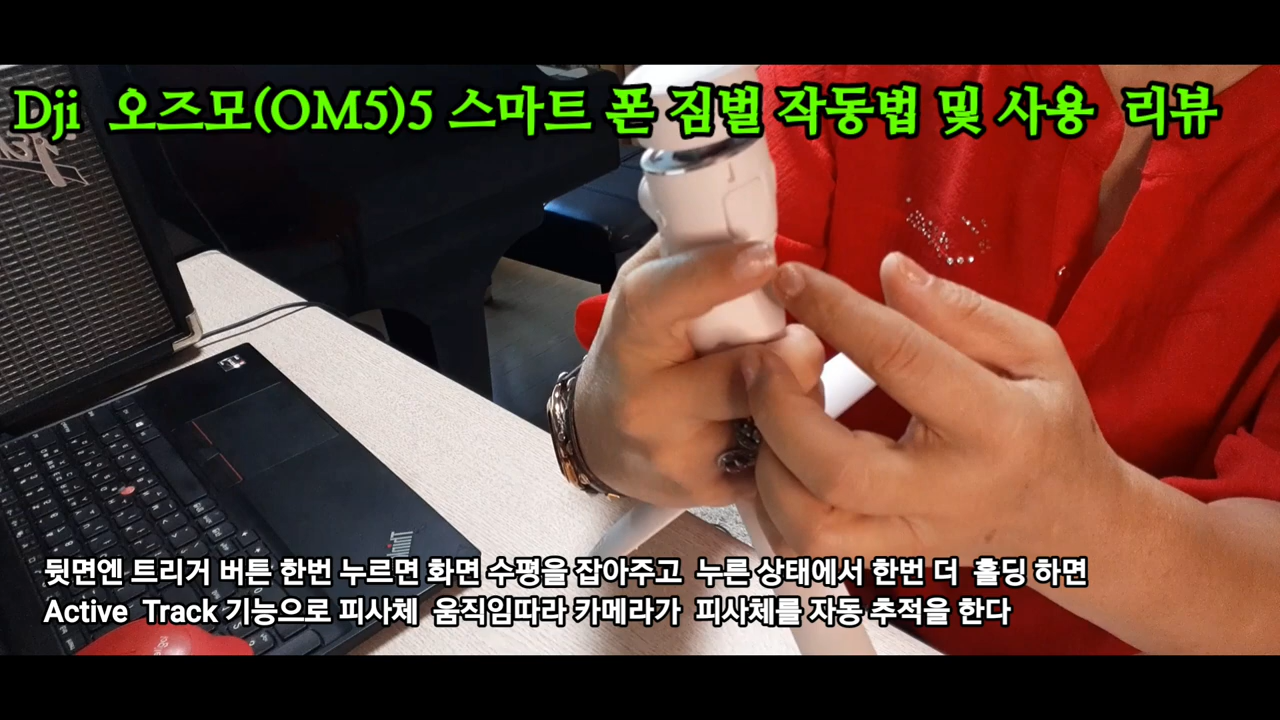 Dji 오즈모(OM5)5 스마트 폰 짐벌 작동볍 및 사용 리뷰
뒷면엔 트리거 버튼 한번 누르면 화면 수평을 잡아주고 누른 상태에서 한번 더 홀딩 하면
Active Track 기능으로 피사체 움직임따라 카메라가 피사체를 자동 추적을 한다